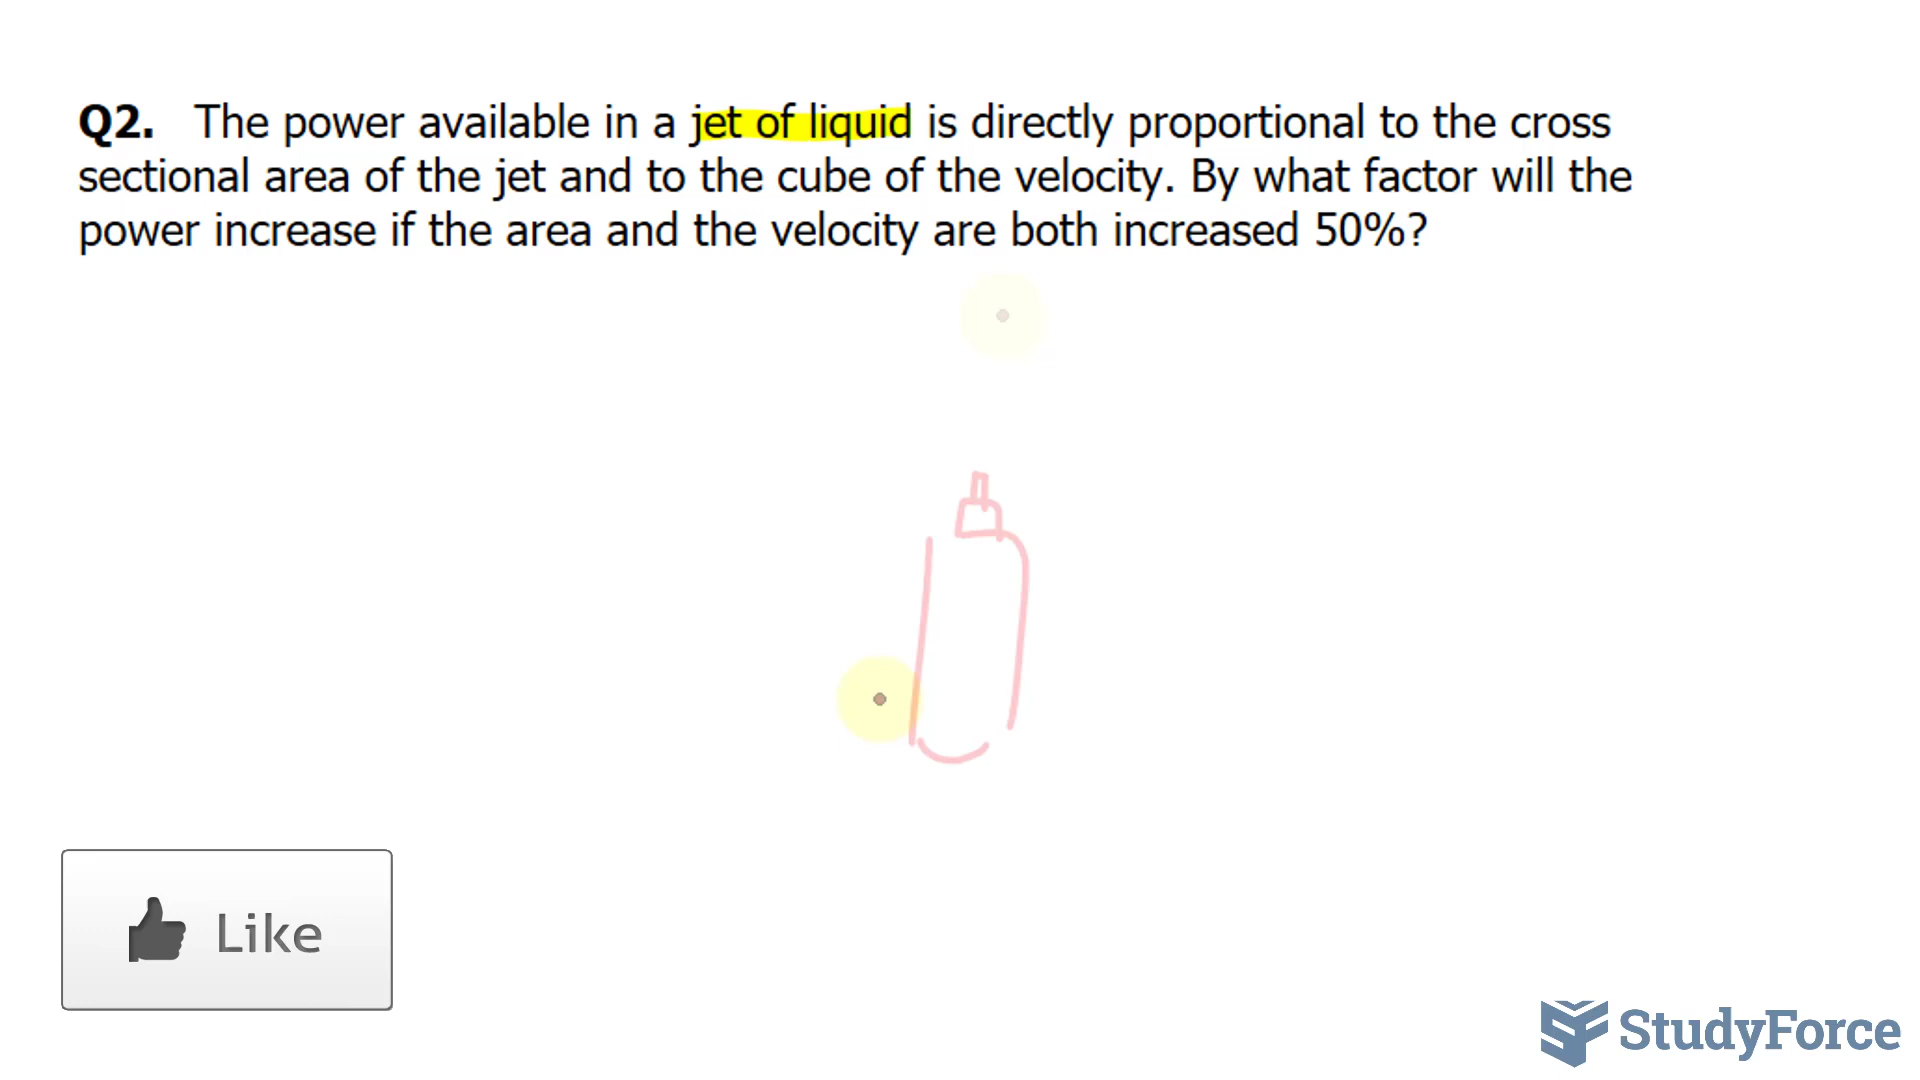 Q2. The power available in a jet of liquid is directly proportional to the cross
sectional area of the jet and to the cube of the velocity. By what factor will the
power increase if the area and the velocity are both increased 50%?
Like
StudyForce